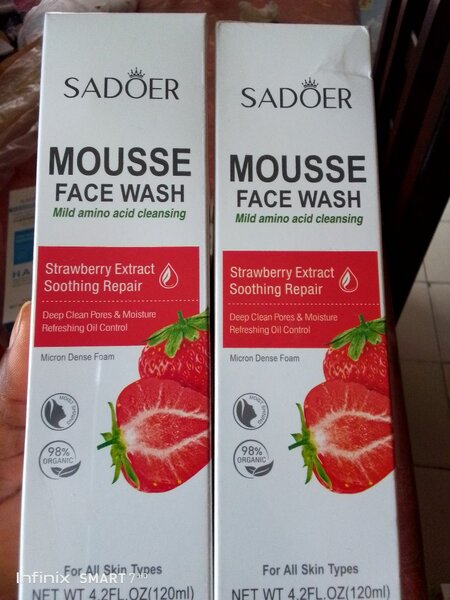 SADOER
MOUSSE
FACE WASH
Mild amino acid cleansing
Strawberry Extract
Soothing Repair
Deep Clean Pores & Moisture
Refreshing Oil Control
Micron Dense Foam
98%
ORGANIC
For All Skin Types
NET WT 4.2FL.OZ(120ml)
SADOER
MOUSSE
FACE WASH
Mild amino acid cleansing
Strawberry Extract
Soothing Repair
Deep Clean Pores & Moisture
Refreshing Oil Control
Micron Dense Foam
98%
ORGANIC
For All Skin Types
NET WT 4.2FL.OZ(120ml)
Infinix SMART 7